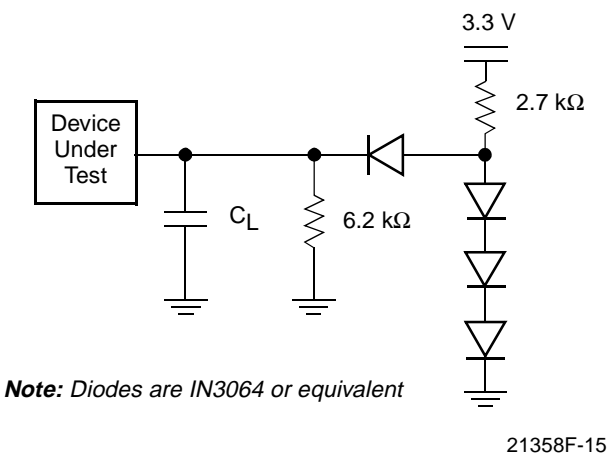 3.3 V
2.7 kΩ
Device
Under
Test
CL
6.2 kΩ
Note: Diodes are IN3064 or equivalent
21358F-15